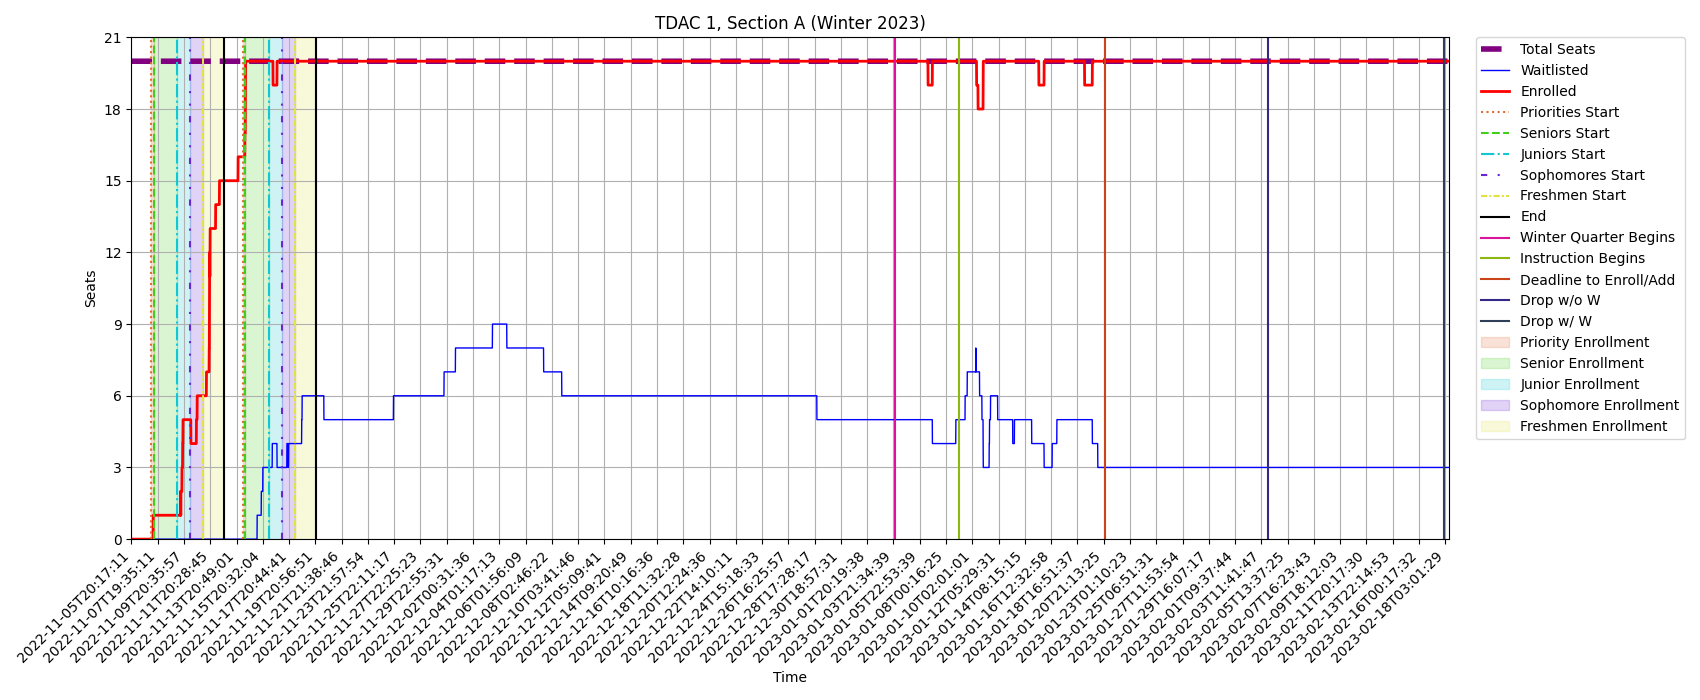 TDAC 1, Section A (Winter 2023)
Seats
21
18
15
12
9
6
3
0
2022-11-05T20:17:11
2022-11-07T19:35:11
2022-11-09T20:35:57
2022-11-11T20:28:45
2022-11-13T20:49:01
2022-11-15T20:32:04
2022-11-17T20:44:41
2022-11-19T20:56:51
2022-11-21T21:38:46
2022-11-23T21:57:54
2022-11-25T22:11:17
2022-11-27T22:25:23
2022-11-29T22:55:31
2022-12-02T00:31:36
2022-12-04T01:17:13
2022-12-06T01:56:09
2022-12-08T02:46:22
2022-12-10T03:41:46
2022-12-12T05:09:41
2022-12-14T09:20:49
2022-12-16T10:16:36
2022-12-18T11:32:28
2022-12-20T12:24:36
2022-12-22T14:10:11
2022-12-24T15:18:33
2022-12-26T16:25:57
2022-12-28T17:28:17
2022-12-30T18:57:31
2023-01-01T20:19:38
2023-01-03T21:34:39
2023-01-05T22:53:39
2023-01-08T00:16:25
2023-01-10T02:01:01
2023-01-12T05:29:31
2023-01-14T08:15:15
2023-01-16T12:32:58
2023-01-18T16:51:37
2023-01-20T21:13:25
2023-01-23T01:10:23
2023-01-25T06:51:31
2023-01-27T11:53:54
2023-01-29T16:07:17
2023-02-01T09:37:44
2023-02-03T11:41:47
2023-02-05T13:37:25
2023-02-07T16:23:43
2023-02-09T18:12:03
2023-02-11T20:17:30
2023-02-13T22:14:53
2023-02-16T00:17:32
2023-02-18T03:01:29
Time
Total Seats
Waitlisted
Enrolled
Priorities Start
Seniors Start
Juniors Start
Sophomores Start
Freshmen Start
End
Winter Quarter Begins
Instruction Begins
Deadline to Enroll/Add
Drop w/o W
Drop w/ W
Priority Enrollment
Senior Enrollment
Junior Enrollment
Sophomore Enrollment
Freshmen Enrollment